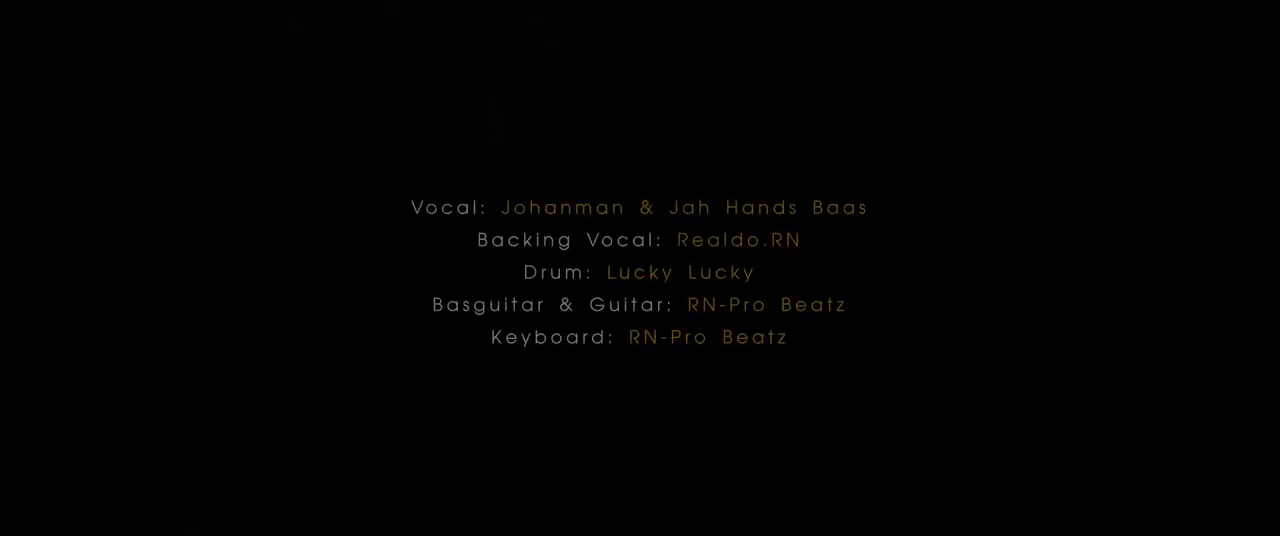 Vocal: Johanman & Jah Hands Baas
Backing Vocal: Realdo.RN
Drum: Lucky Lucky
Basguitar & Guitar: RN-Pro Beatz
Keyboard: RN-Pro Beatz